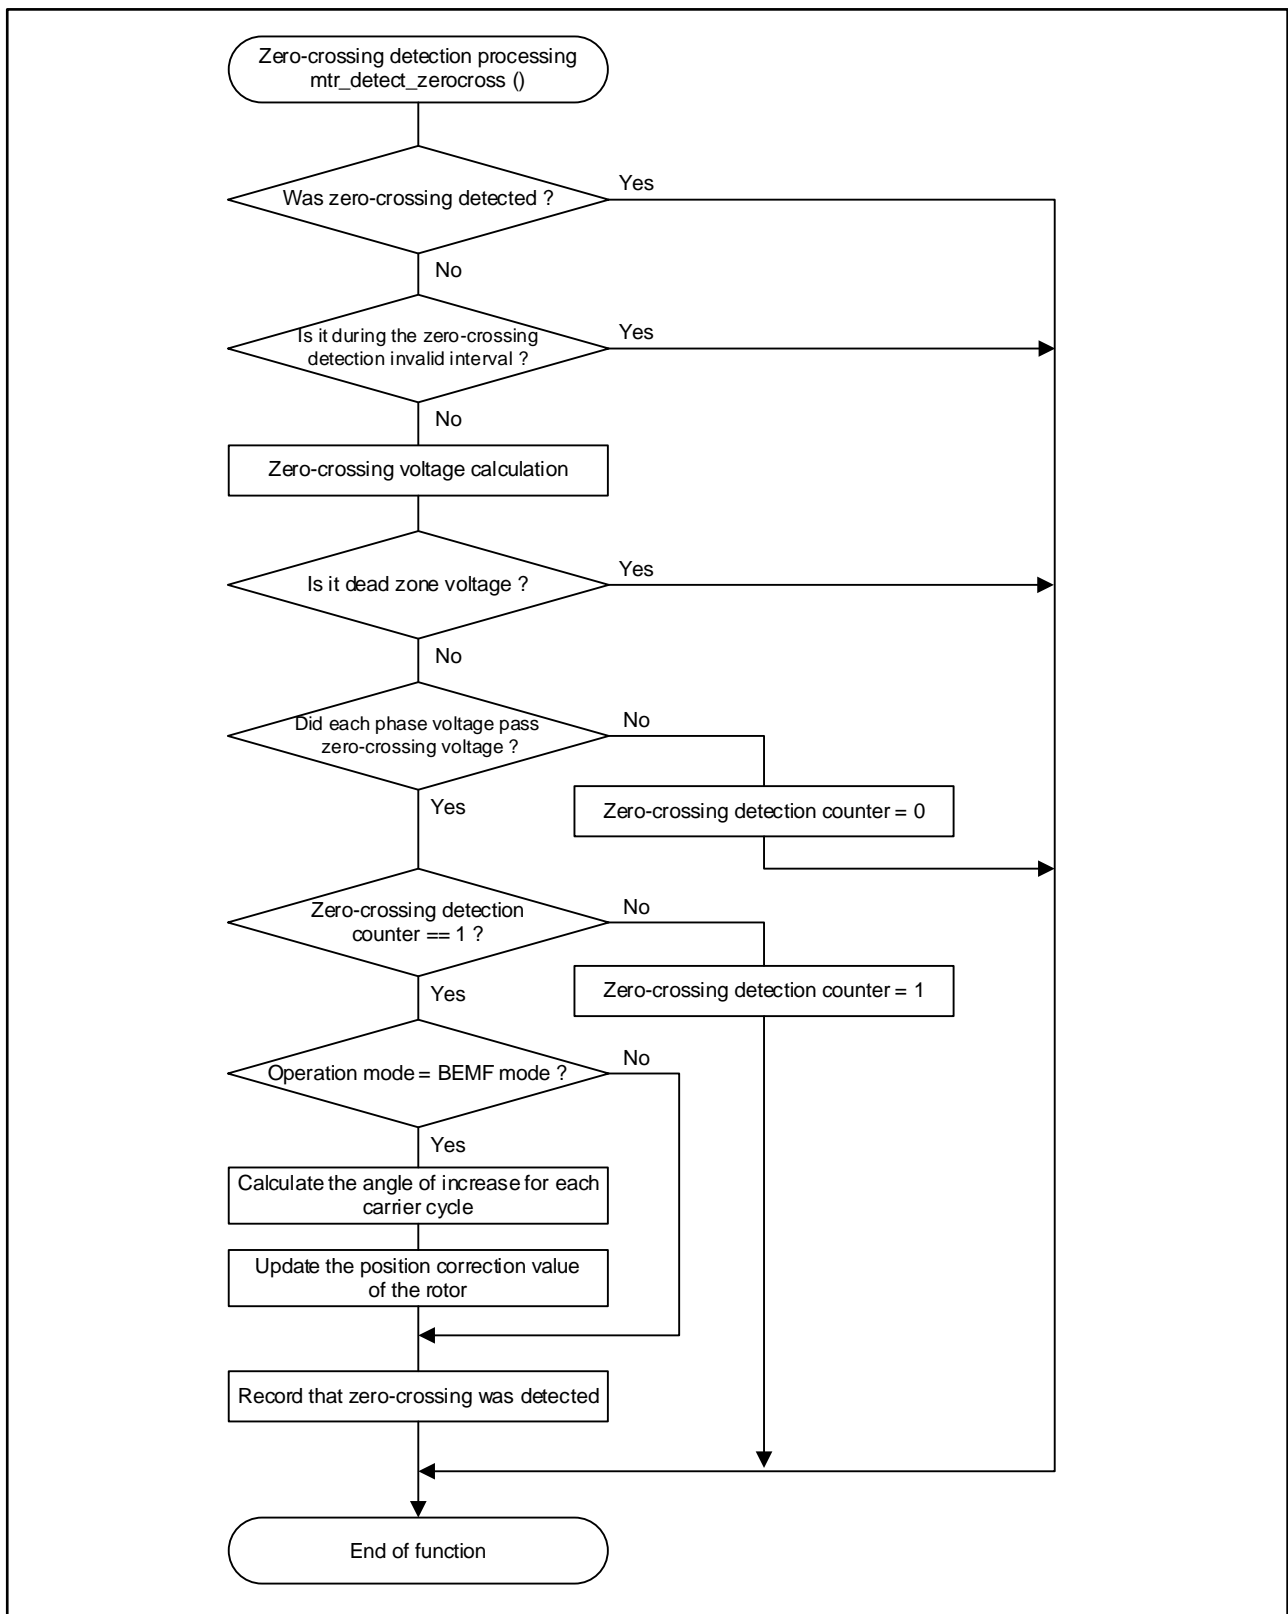 Zero-crossing detection processing
mtr_detect_zerocross ()
Was zero-crossing detected ?
Yes
No
Is it during the zero-crossing
detection invalid interval ?
Yes
No
Zero-crossing voltage calculation
Is it dead zone voltage ?
Yes
No
Did each phase voltage pass
zero-crossing voltage ?
No
Yes
Zero-crossing detection counter = 0
Zero-crossing detection
counter == 1 ?
No
Yes
Zero-crossing detection counter = 1
Operation mode = BEMF mode ?
No
Yes
Calculate the angle of increase for each
carrier cycle
Update the position correction value
of the rotor
Record that zero-crossing was detected
End of function